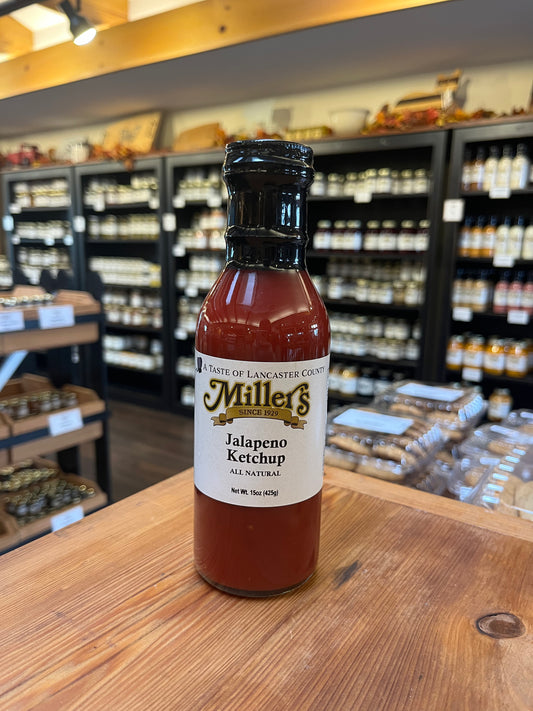 A TASTE OF LANCASTER COUNTY
Miller's
SINCE 1929
Jalapeno
Ketchup
ALL NATURAL
Net Wt. 15oz (425g)